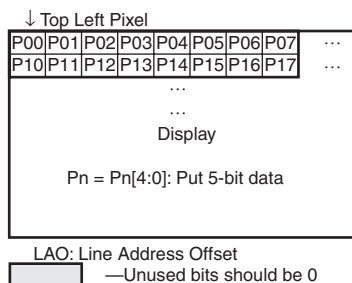 ↓ Top Left Pixel
P00 P01 P02 P03 P04 P05 P06 P07 …
P10 P11 P12 P13 P14 P15 P16 P17 …
…
…
Display
Pn = Pn[4:0]: Put 5-bit data
LAO: Line Address Offset
—Unused bits should be 0